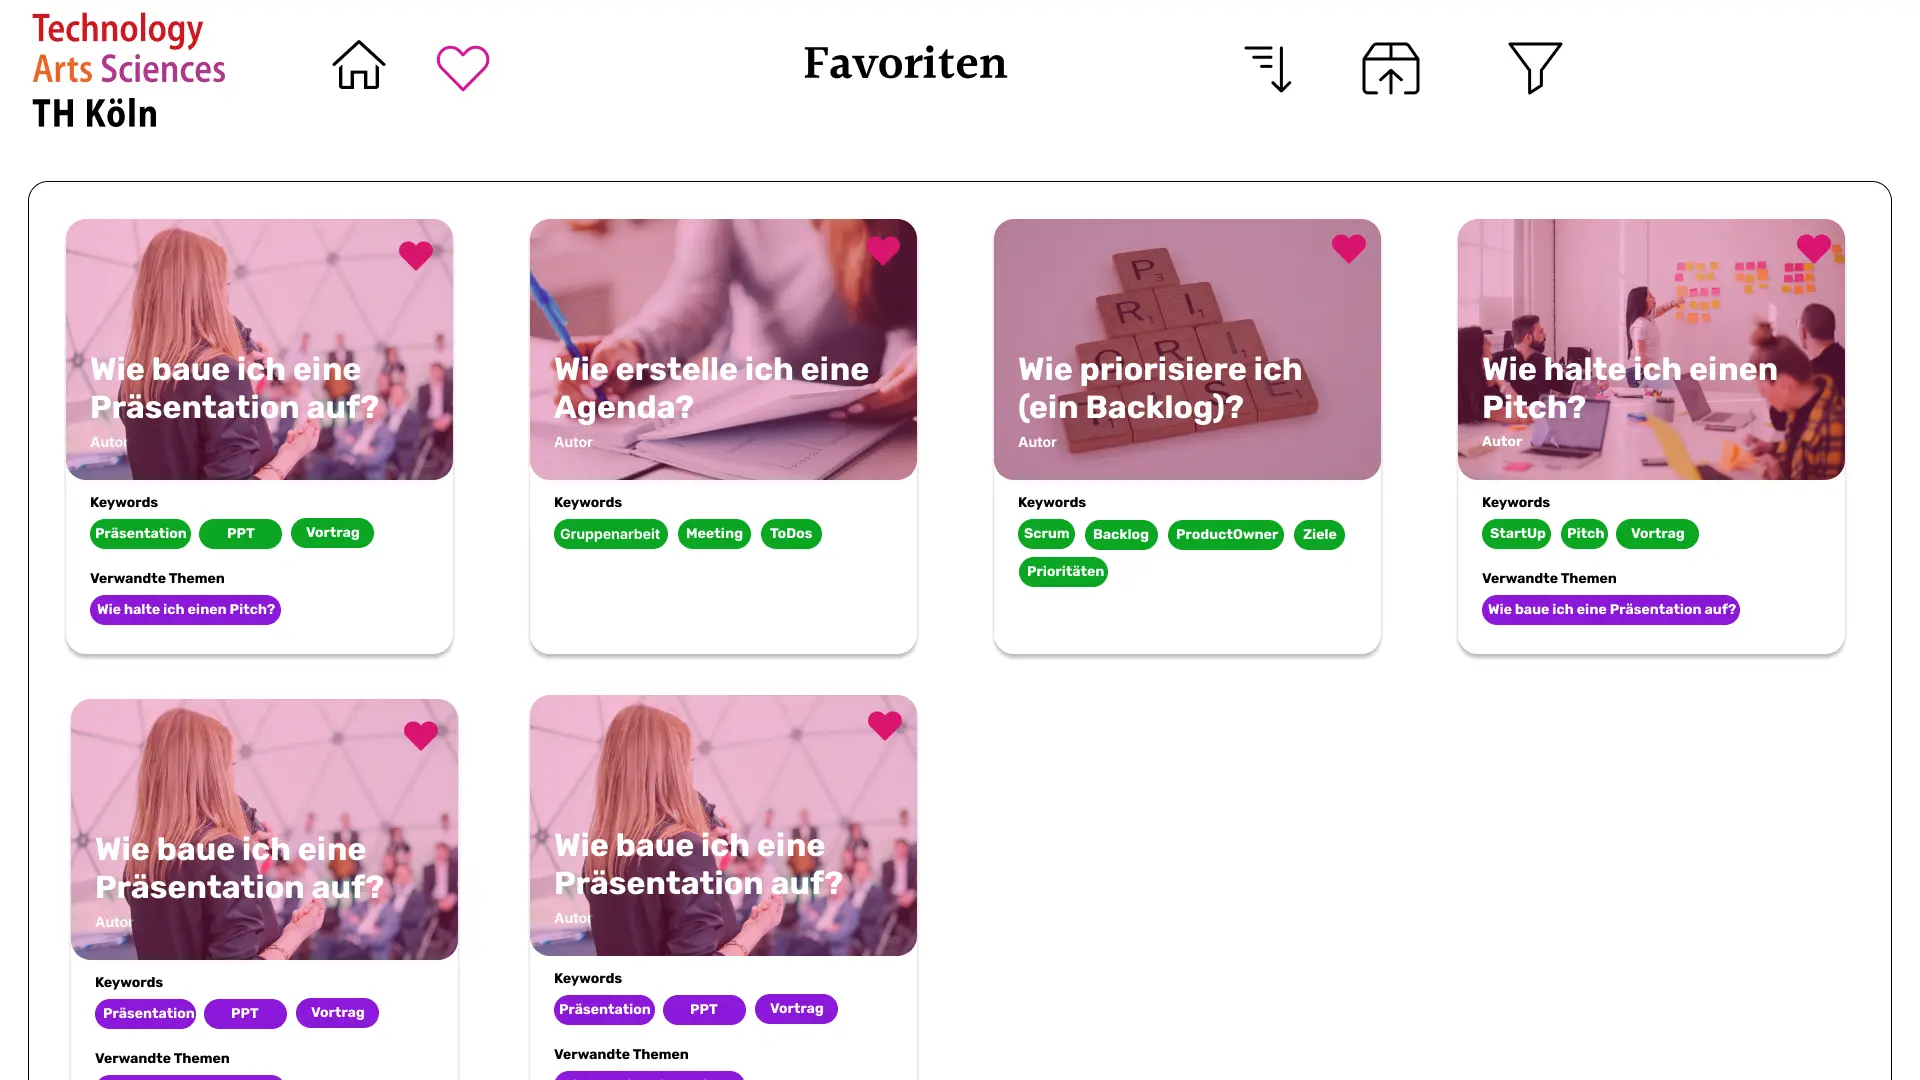 Technology
Arts Sciences
TH Köln
Favoriten
Wie baue ich eine
Präsentation auf?
Autor
Keywords
Präsentation PPT Vortrag
Verwandte Themen
Wie halte ich einen Pitch?
Wie erstelle ich eine
Agenda?
Autor
Keywords
Gruppenarbeit Meeting ToDos
P
R I
O R I
S E
Wie priorisiere ich
(ein Backlog)?
Autor
Keywords
Scrum Backlog ProductOwner Ziele
Prioritäten
Wie halte ich einen
Pitch?
Autor
Keywords
StartUp Pitch Vortrag
Verwandte Themen
Wie baue ich eine Präsentation auf?
Wie baue ich eine
Präsentation auf?
Autor
Keywords
Präsentation PPT Vortrag
Verwandte Themen
Wie baue ich eine
Präsentation auf?
Autor
Keywords
Präsentation PPT Vortrag
Verwandte Themen